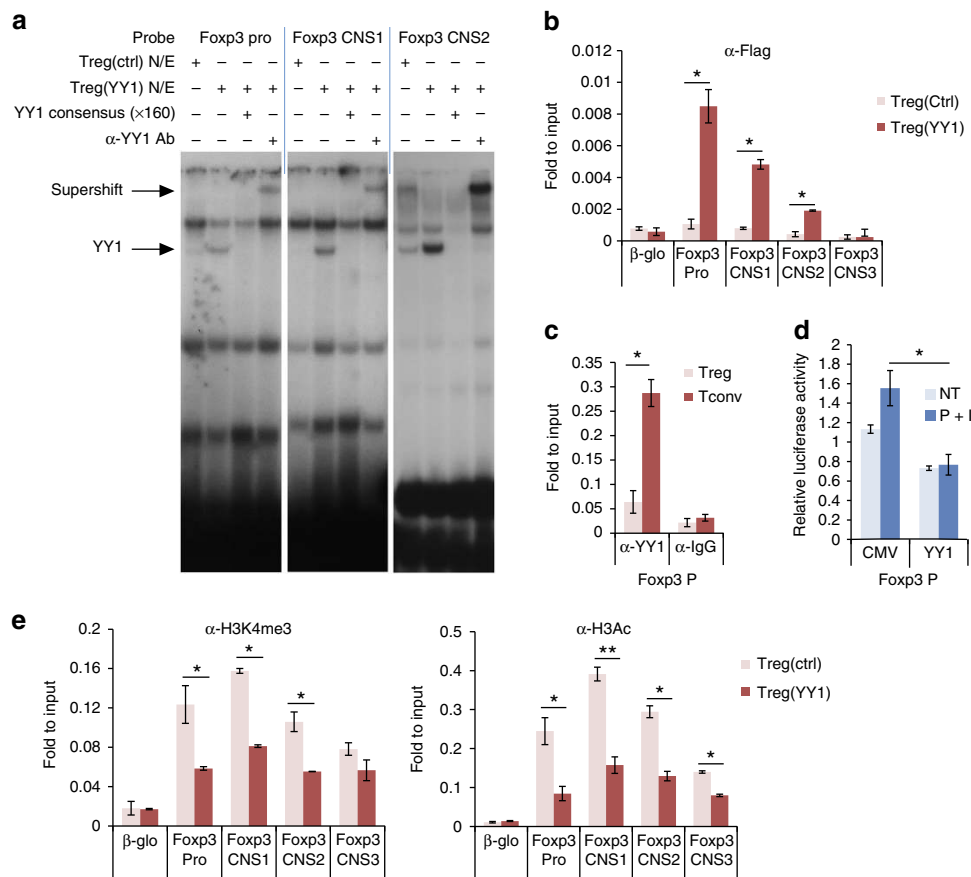 a
Probe Foxp3 pro Foxp3 CNS1 Foxp3 CNS2
Treg(ctrl) N/E + – – – + – – – + – – –
Treg(YY1) N/E – + + + – + + + – + + +
YY1 consensus (×160) – – + – – – + – – – + –
α-YY1 Ab – – – + – – – + – – – +
Supershift
YY1
b
α-Flag
Fold to input
0.012
0.01
0.008
0.006
0.004
0.002
0
* * *
Treg(Ctrl)
Treg(YY1)
β-glo Foxp3 Foxp3 Foxp3 Foxp3
Pro CNS1 CNS2 CNS3
c
Fold to input
0.35
0.3
0.25
0.2
0.15
0.1
0.05
0
*
Treg
Tconv
α-YY1 α-IgG
Foxp3 P
d
Relative luciferase activity
2
1.8
1.6
1.4
1.2
1
0.8
0.6
0.4
0.2
0
*
NT
P + I
CMV YY1
Foxp3 P
e
α-H3K4me3
Fold to input
0.2
0.16
0.12
0.08
0.04
0
* * *
β-glo Foxp3 Foxp3 Foxp3 Foxp3
Pro CNS1 CNS2 CNS3
α-H3Ac
Fold to input
0.5
0.4
0.3
0.2
0.1
0
* ** * *
Treg(ctrl)
Treg(YY1)
β-glo Foxp3 Foxp3 Foxp3 Foxp3
Pro CNS1 CNS2 CNS3